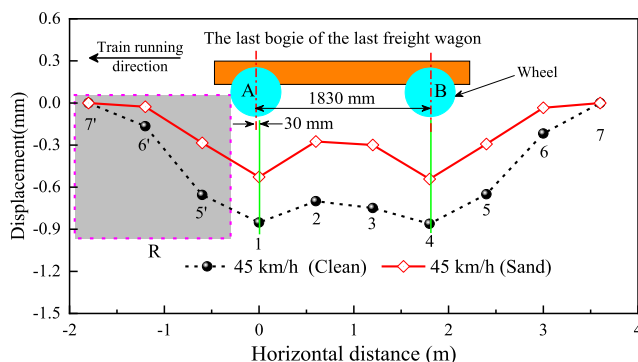 0.6
0.3
0.0
-0.3
-0.6
-0.9
-1.2
-1.5
Displacement(mm)
Train running
direction
The last bogie of the last freight wagon
A
B
Wheel
1830 mm
30 mm
7'
6'
5'
1
2
3
4
5
6
7
R
45 km/h (Clean)
45 km/h (Sand)
-2
-1
0
1
2
3
4
Horizontal distance (m)